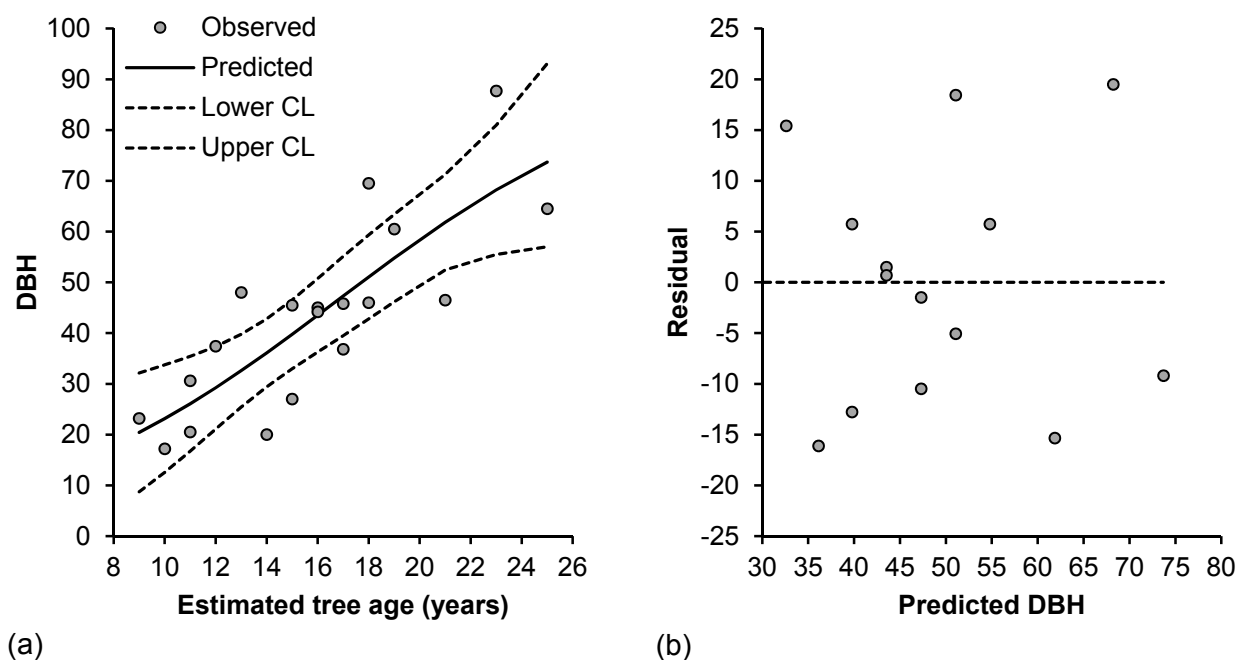 Observed
Predicted
Lower CL
Upper CL
100
90
80
70
60
50
40
30
20
10
0
DBH
8 10 12 14 16 18 20 22 24 26
Estimated tree age (years)
(a)
25
20
15
10
5
0
-5
-10
-15
-20
-25
Residual
30 35 40 45 50 55 60 65 70 75 80
Predicted DBH
(b)